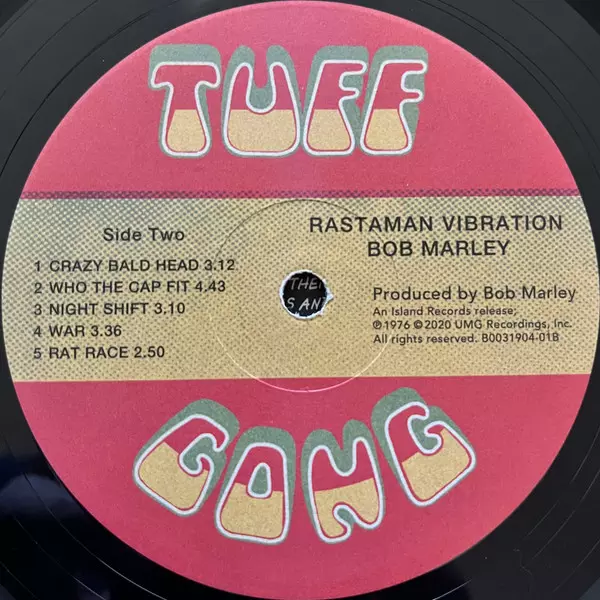 TUFF
Side Two
1 CRAZY BALD HEAD 3.12
2 WHO THE CAP FIT 4.43
3 NIGHT SHIFT 3.10
4 WAR 3.36
5 RAT RACE 2.50
RASTAMAN VIBRATION
BOB MARLEY
Produced by Bob Marley
An Island Records release;
℗ 1976 © 2020 UMG Recordings, Inc.
All rights reserved. B0031904-01B
GONG